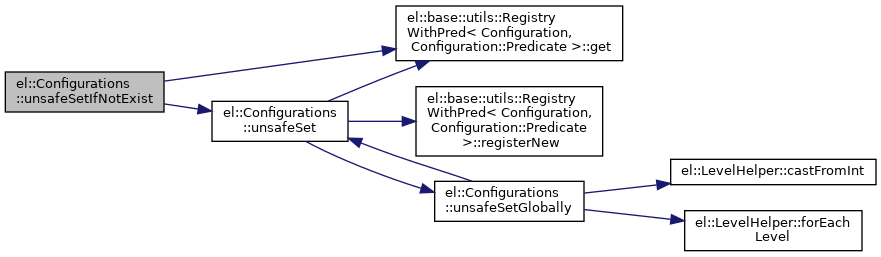 el::base::utils::Registry
WithPred< Configuration,
Configuration::Predicate >::get
el::Configurations
::unsafeSetIfNotExist
el::Configurations
::unsafeSet
el::base::utils::Registry
WithPred< Configuration,
Configuration::Predicate
>::registerNew
el::Configurations
::unsafeSetGlobally
el::LevelHelper::castFromInt
el::LevelHelper::forEach
Level